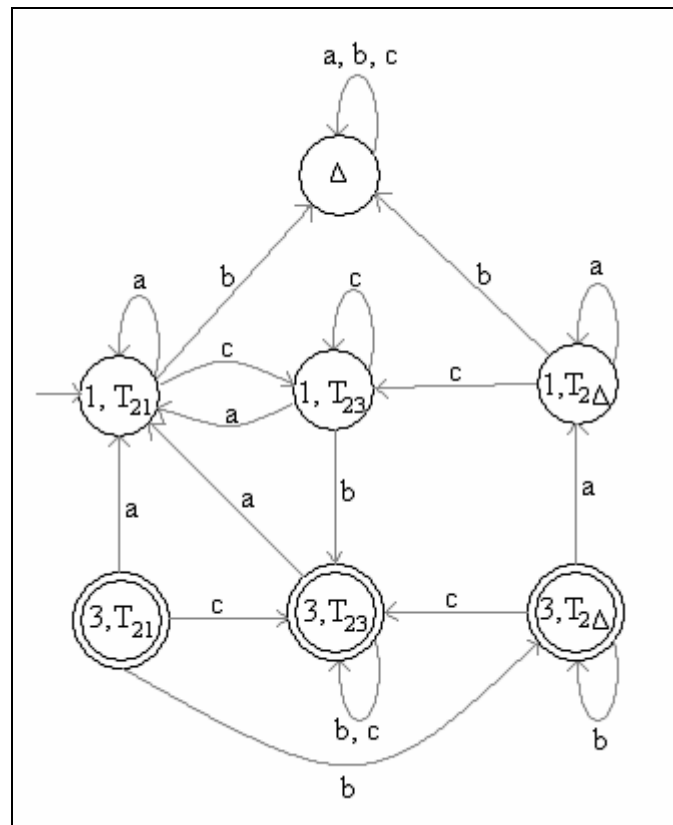 a, b, c
Δ
b
b
a
c
a
c
1, T₂₁
1, T₂₃
c
1,T₂Δ
a
a
a
b
a
3,T₂₁
c
3,T₂₃
c
3,T₂Δ
b, c
b
b